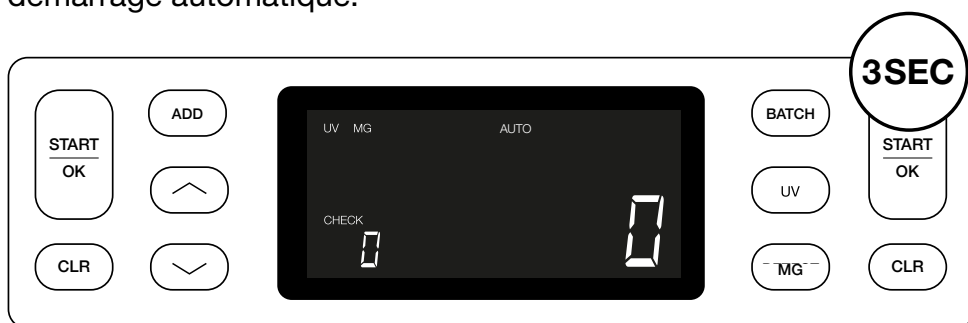 démarrage automatique.
3SEC
START
OK
CLR
ADD
UV MG AUTO
CHECK
0
0
BATCH
UV
MG
START
OK
CLR